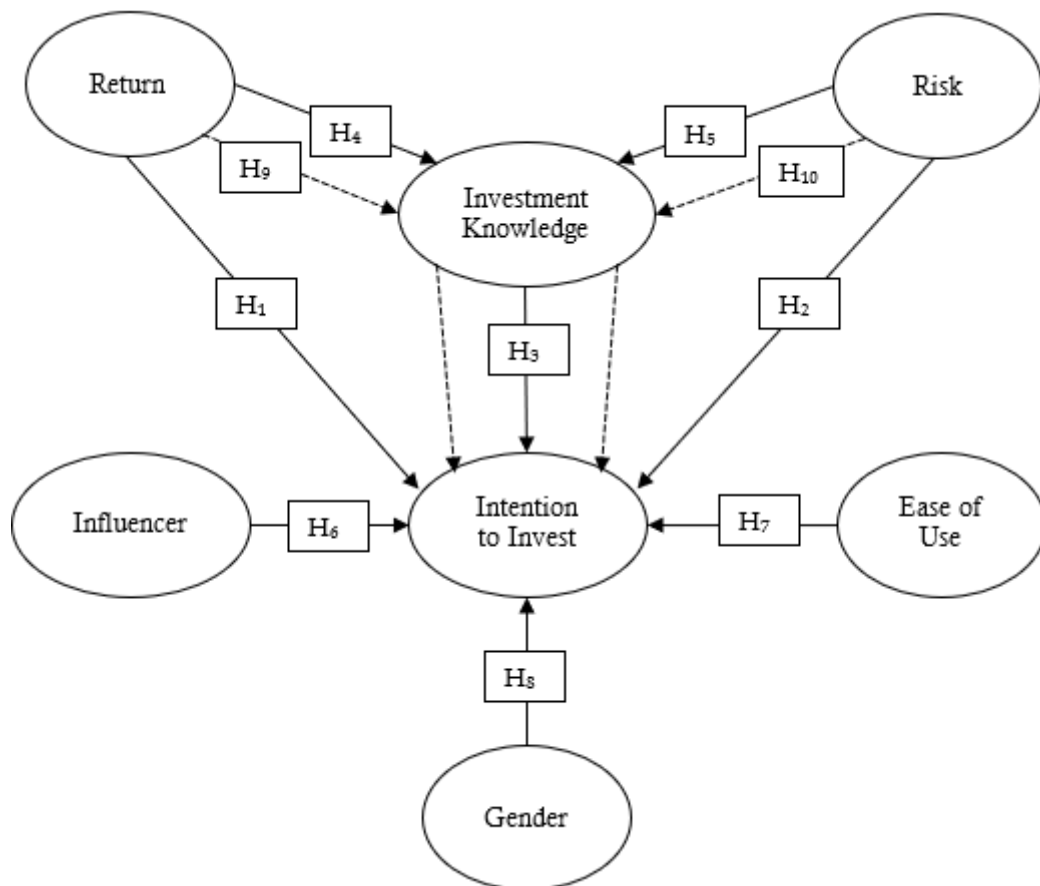 Return
Risk
H₄
H₅
H₉
H₁₀
Investment
Knowledge
H₁
H₂
H₃
Influencer
H₆
Intention
to Invest
H₇
Ease of
Use
H₈
Gender